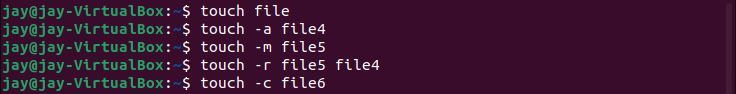 jay@jay-VirtualBox:~$ touch file
jay@jay-VirtualBox:~$ touch -a file4
jay@jay-VirtualBox:~$ touch -m file5
jay@jay-VirtualBox:~$ touch -r file5 file4
jay@jay-VirtualBox:~$ touch -c file6